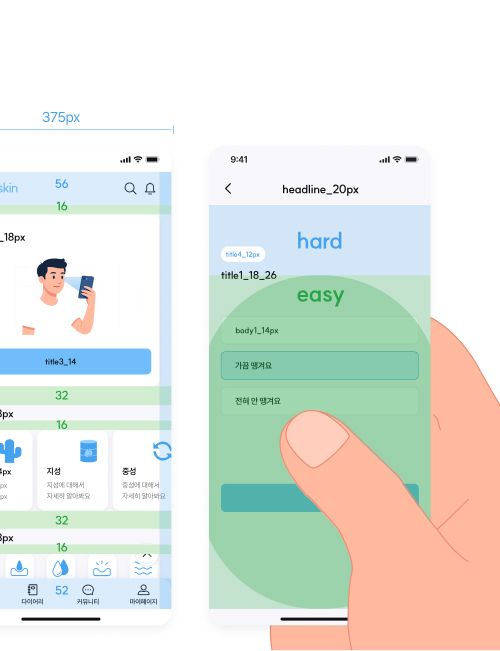 375px
skin
56
16
_18px
title3_14
32
8px
16
4px
px
px
지성
지성에 대해서
자세히 알아봐요
중성
중성에 대해서
자세히 알아봐요
32
8px
16
52
다이어리
커뮤니티
마이페이지
9:41
headline_20px
hard
title4_12px
title1_18_26
easy
body1_14px
가끔 땡겨요
전혀 안 땡겨요